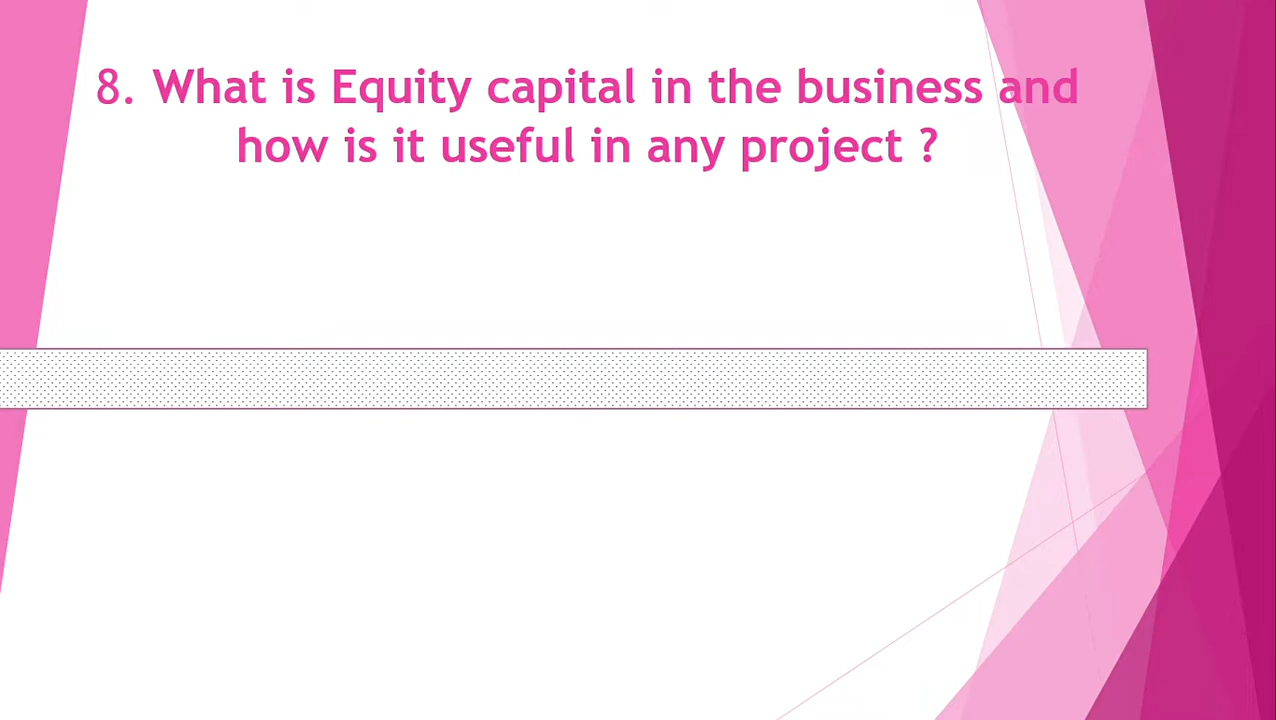 8. What is Equity capital in the business and
how is it useful in any project ?